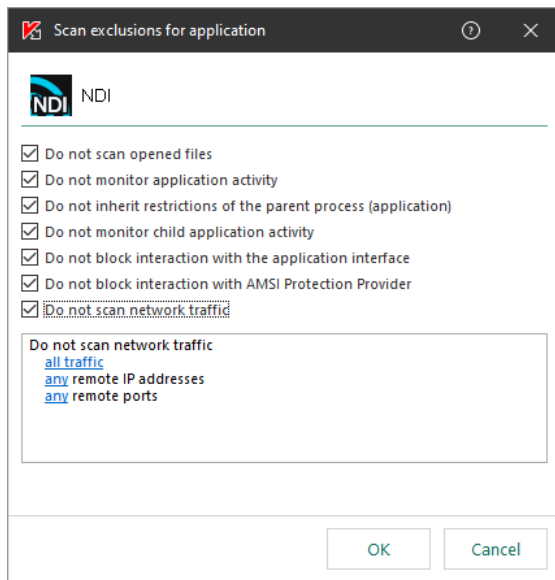 Scan exclusions for application
NDI NDI
Do not scan opened files
Do not monitor application activity
Do not inherit restrictions of the parent process (application)
Do not monitor child application activity
Do not block interaction with the application interface
Do not block interaction with AMSI Protection Provider
Do not scan network traffic
Do not scan network traffic
all traffic
any remote IP addresses
any remote ports
OK Cancel